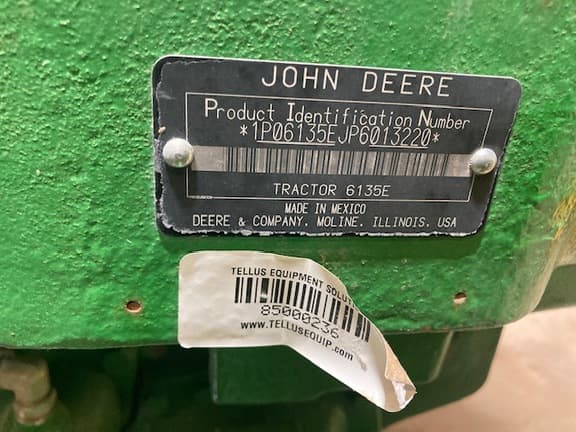 JOHN DEERE
Product Identification Number
*1P06135EJP6013220*
TRACTOR 6135E
MADE IN MEXICO
DEERE & COMPANY, MOLINE, ILLINOIS, USA
TELLUS EQUIPMENT SOLUT
85000236
www.TELLUSEQUIP.com